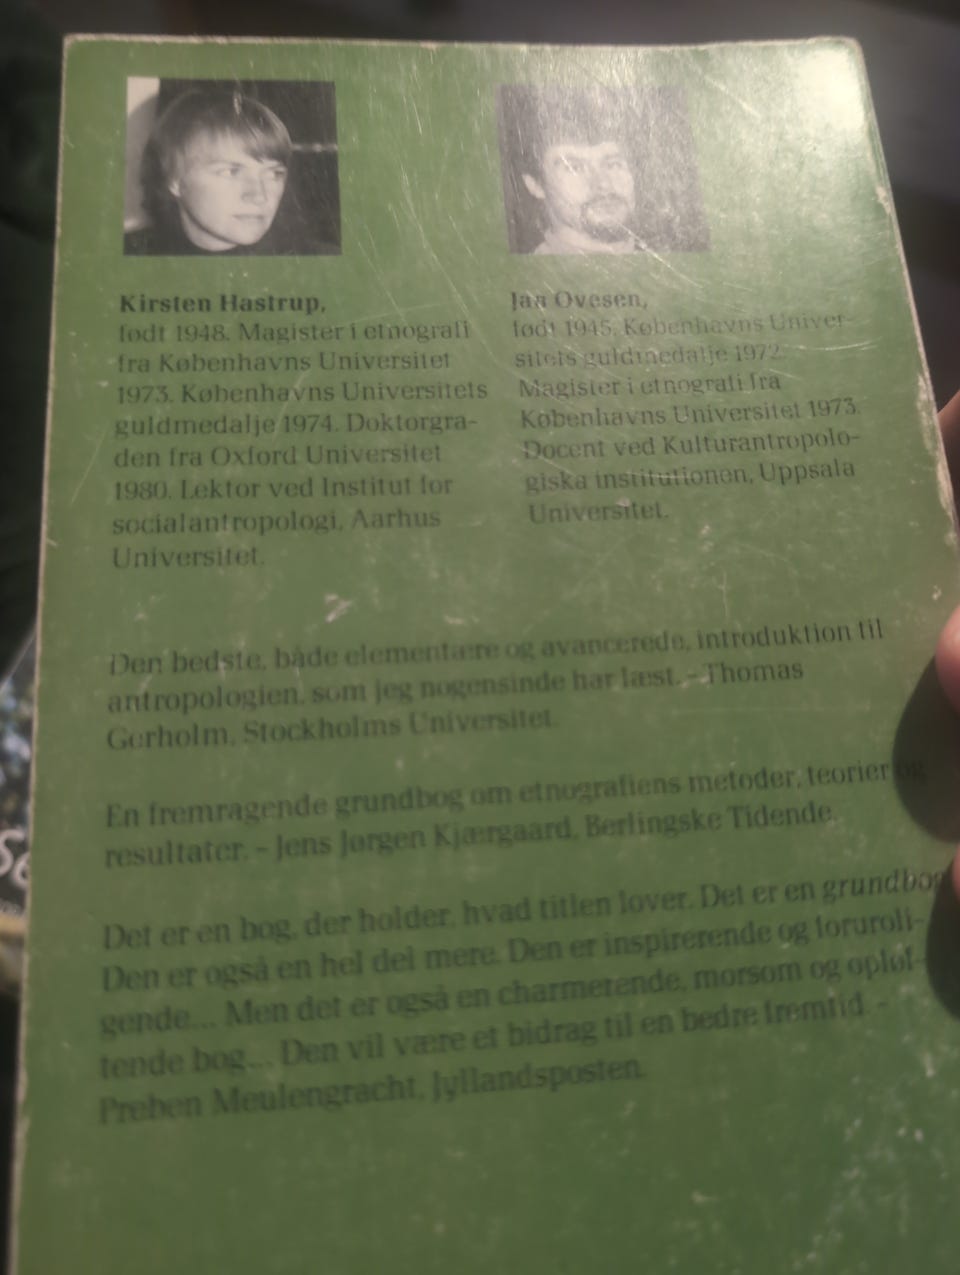 Kirsten Hastrup,
født 1948. Magister i etnografi
fra Københavns Universitet
1973. Københavns Universitets
guldmedalje 1974. Doktorgra-
den fra Oxford Universitet
1980. Lektor ved Institut for
socialantropologi, Aarhus
Universitet.
Jan Ovesen,
født 1945. Københavns Univer-
sitets guldmedalje 1972.
Magister i etnografi fra
Københavns Universitet 1973.
Docent ved Kulturantropolo-
giska institutionen, Uppsala
Universitet.
Den bedste, både elementære og avancerede, introduktion til
antropologien, som jeg nogensinde har læst. – Thomas
Gerholm, Stockholms Universitet.
En fremragende grundbog om etnografiens metoder, teorier og
resultater. – Jens Jørgen Kjærgaard, Berlingske Tidende.
Det er en bog, der holder, hvad titlen lover. Det er en grundbog.
Den er også en hel del mere. Den er inspirerende og foruroli-
gende... Men det er også en charmerende, morsom og opløf-
tende bog... Den vil være et bidrag til en bedre fremtid. –
Preben Meulengracht, Jyllandsposten.